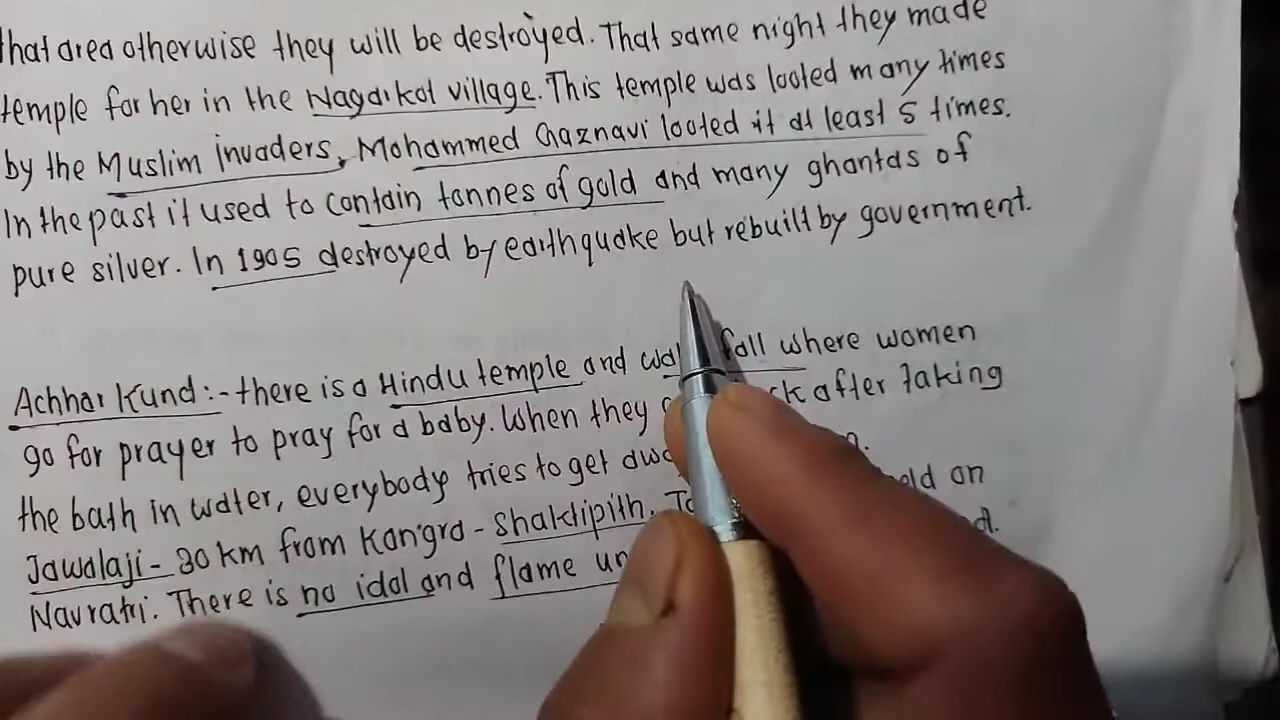 that area otherwise they will be destroyed. That same night they made
temple for her in the Nagarkot village. This temple was looted many times
by the Muslim invaders, Mohammed Gaznavi looted it at least 5 times.
In the past it used to contain tonnes of gold and many ghantas of
pure silver. In 1905 destroyed by earthquake but rebuilt by government.
Achhar Kund :- there is a Hindu temple and fall where women
go for prayer to pray for a baby. When they after taking
the bath in water, everybody tries to get
Jawalaji - 30 km from Kangra - Shaktipith. on
Navratri. There is no idol and flame